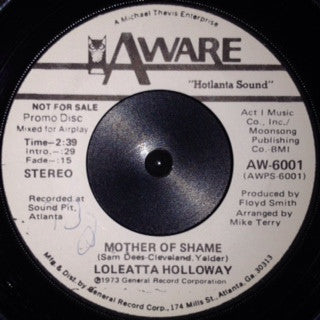 A Michael Thevis Enterprise
AWARE
"Hotlanta Sound"
NOT FOR SALE
Promo Disc
Mixed for Airplay
Time-2:39
Intro.-:29
Fade-:15
STEREO
Recorded at
Sound Pit,
Atlanta
Act I Music
Co., Inc./
Moonsong
Publishing
Co.-BMI
AW-6001
(AWPS-6001)
Produced by
Floyd Smith
Arranged by
Mike Terry
MOTHER OF SHAME
(Sam Dees-Cleveland, Yelder)
LOLEATTA HOLLOWAY
©1973 General Record Corporation
Mfg. & Dist. by General Record Corp., 174 Mills St., Atlanta, Ga. 30313